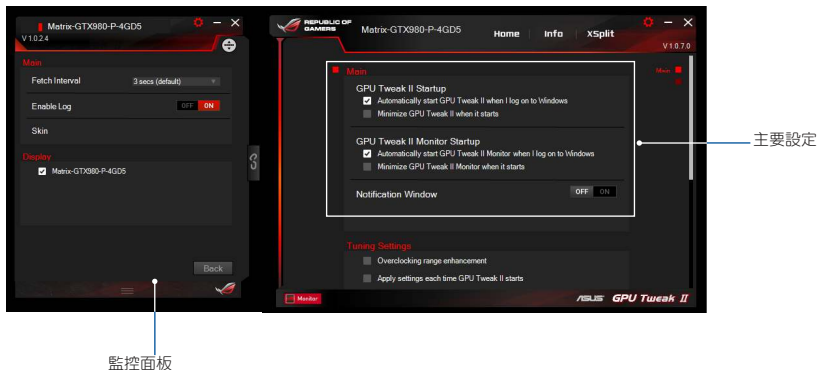 Matrix-GTX980-P-4GD5
V 1.0.2.4
Main
Fetch Interval 3 secs (default)
Enable Log OFF ON
Skin
Display
Matrix-GTX980-P-4GD5
Back
監控面板
REPUBLIC OF
GAMERS
Matrix-GTX980-P-4GD5
Home Info XSplit
V 1.0.7.0
Main
Main
GPU Tweak II Startup
Automatically start GPU Tweak II when I log on to Windows
Minimize GPU Tweak II when it starts
GPU Tweak II Monitor Startup
Automatically start GPU Tweak II Monitor when I log on to Windows
Minimize GPU Tweak II Monitor when it starts
Notification Window OFF ON
Tuning Settings
Overclocking range enhancement
Apply settings each time GPU Tweak II starts
Monitor
ASUS GPU Tweak II
主要設定